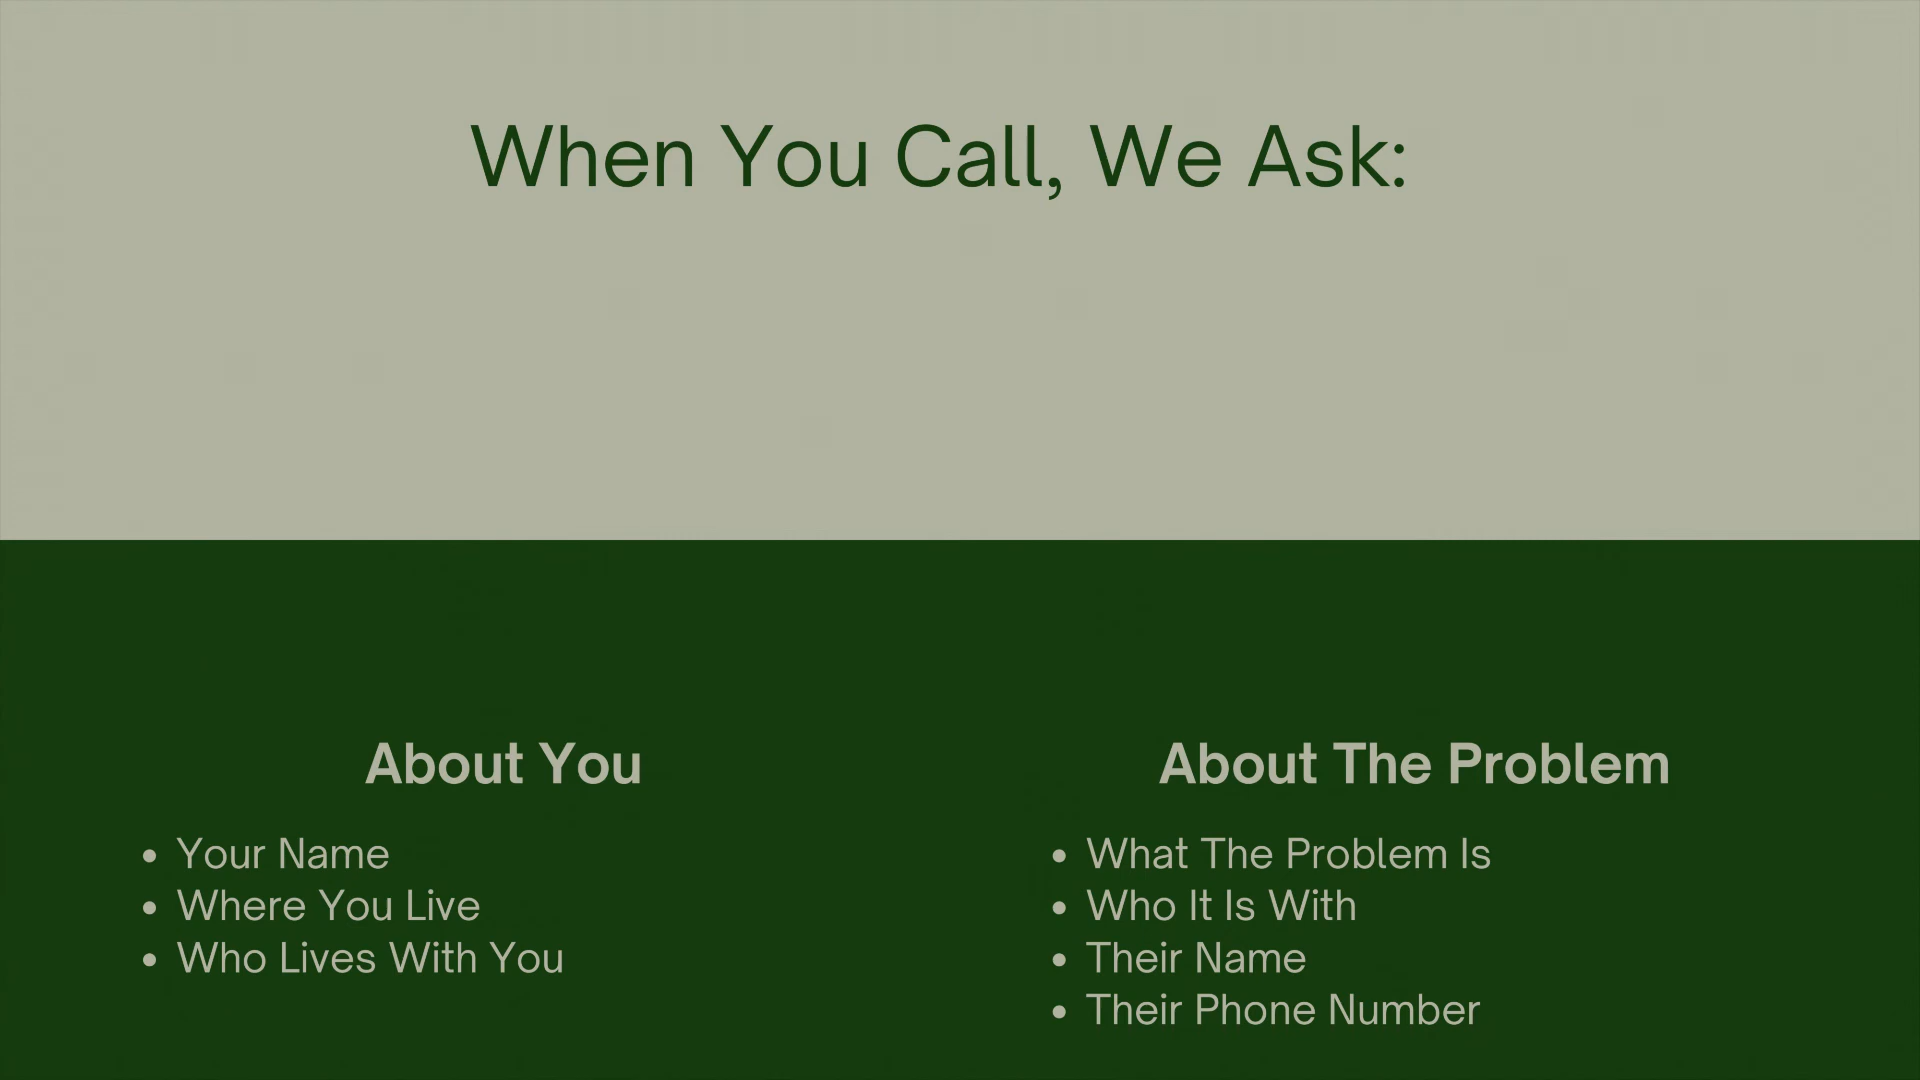 When You Call, We Ask:
About You
• Your Name
• Where You Live
• Who Lives With You
About The Problem
• What The Problem Is
• Who It Is With
• Their Name
• Their Phone Number